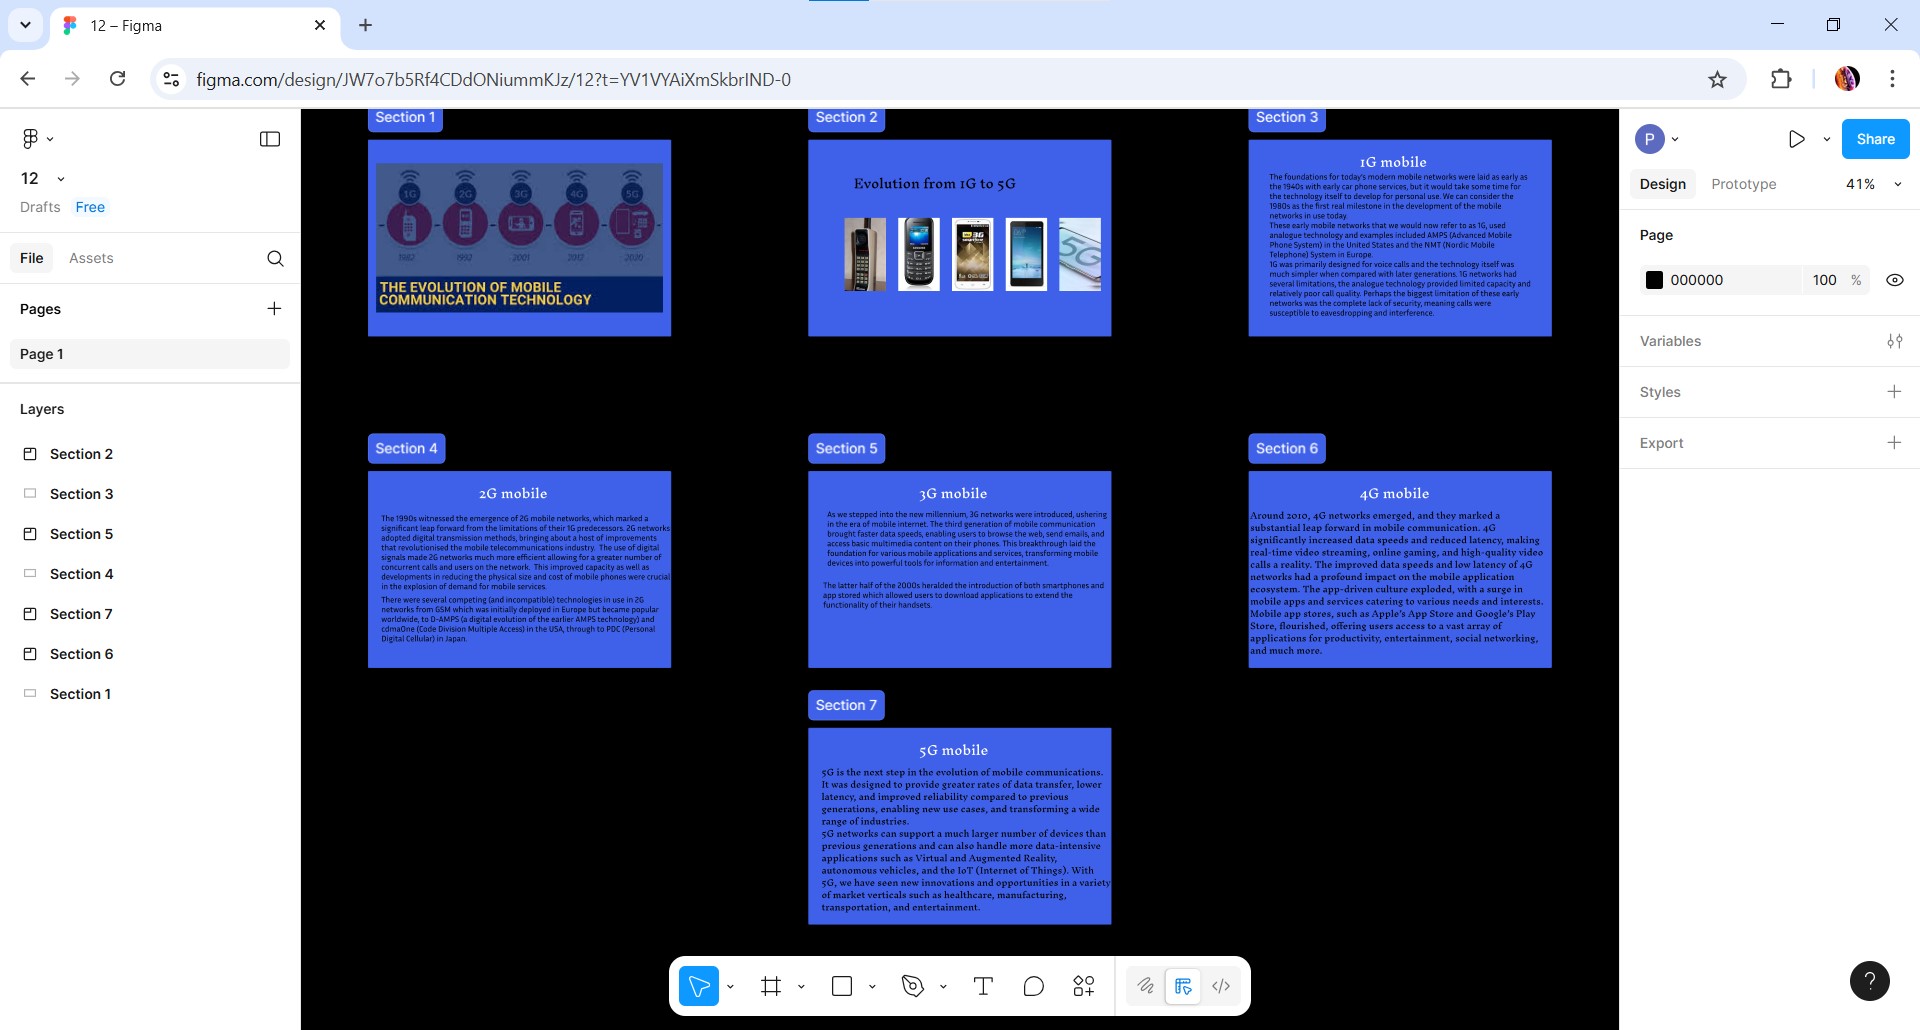 12 – Figma
figma.com/design/JW7o7b5Rf4CDdONiummKJz/12?t=YV1VYAiXmSkbrIND-0
12
Drafts Free
File Assets
Pages
Page 1
Layers
Section 2
Section 3
Section 5
Section 4
Section 7
Section 6
Section 1
Section 1
1G 2G 3G 4G 5G
1982 1992 2001 2012 2020
THE EVOLUTION OF MOBILE
COMMUNICATION TECHNOLOGY
Section 2
Evolution from 1G to 5G
3G
5G
Section 3
1G mobile
The foundations for today's modern mobile networks were laid as early as
the 1940s with early car phone services, but it would take some time for
the technology itself to develop for personal use. We can consider the
1980s as the first real milestone in the development of the mobile
networks in use today.
These early mobile networks that we would now refer to as 1G, used
analogue technology and examples included AMPS (Advanced Mobile
Phone System) in the United States and the NMT (Nordic Mobile
Telephone) System in Europe.
1G was primarily designed for voice calls and the technology itself was
much simpler when compared with later generations. 1G networks had
several limitations, the analogue technology provided limited capacity and
relatively poor call quality. Perhaps the biggest limitation of these early
networks was the complete lack of security, meaning calls were
susceptible to eavesdropping and interference.
Section 4
2G mobile
The 1990s witnessed the emergence of 2G mobile networks, which marked a
significant leap forward from the limitations of their 1G predecessors. 2G networks
adopted digital transmission methods, bringing about a host of improvements
that revolutionised the mobile telecommunications industry. The use of digital
signals made 2G networks much more efficient allowing for a greater number of
concurrent calls and users on the network. This improved capacity as well as
developments in reducing the physical size and cost of mobile phones were crucial
in the explosion of demand for mobile services.
There were several competing (and incompatible) technologies in use in 2G
networks from GSM which was initially deployed in Europe but became popular
worldwide, to D-AMPS (a digital evolution of the earlier AMPS technology) and
cdmaOne (Code Division Multiple Access) in the USA, through to PDC (Personal
Digital Cellular) in Japan.
Section 5
3G mobile
As we stepped into the new millennium, 3G networks were introduced, ushering
in the era of mobile internet. The third generation of mobile communication
brought faster data speeds, enabling users to browse the web, send emails, and
access basic multimedia content on their phones. This breakthrough laid the
foundation for various mobile applications and services, transforming mobile
devices into powerful tools for information and entertainment.
The latter half of the 2000s heralded the introduction of both smartphones and
app stored which allowed users to download applications to extend the
functionality of their handsets.
Section 6
4G mobile
Around 2010, 4G networks emerged, and they marked a
substantial leap forward in mobile communication. 4G
significantly increased data speeds and reduced latency, making
real-time video streaming, online gaming, and high-quality video
calls a reality. The improved data speeds and low latency of 4G
networks had a profound impact on the mobile application
ecosystem. The app-driven culture exploded, with a surge in
mobile apps and services catering to various needs and interests.
Mobile app stores, such as Apple's App Store and Google's Play
Store, flourished, offering users access to a vast array of
applications for productivity, entertainment, social networking,
and much more.
Section 7
5G mobile
5G is the next step in the evolution of mobile communications.
It was designed to provide greater rates of data transfer, lower
latency, and improved reliability compared to previous
generations, enabling new use cases, and transforming a wide
range of industries.
5G networks can support a much larger number of devices than
previous generations and can also handle more data-intensive
applications such as Virtual and Augmented Reality,
autonomous vehicles, and the IoT (Internet of Things). With
5G, we have seen new innovations and opportunities in a variety
of market verticals such as healthcare, manufacturing,
transportation, and entertainment.
P
Share
Design Prototype 41%
Page
000000 100 %
Variables
Styles
Export
?